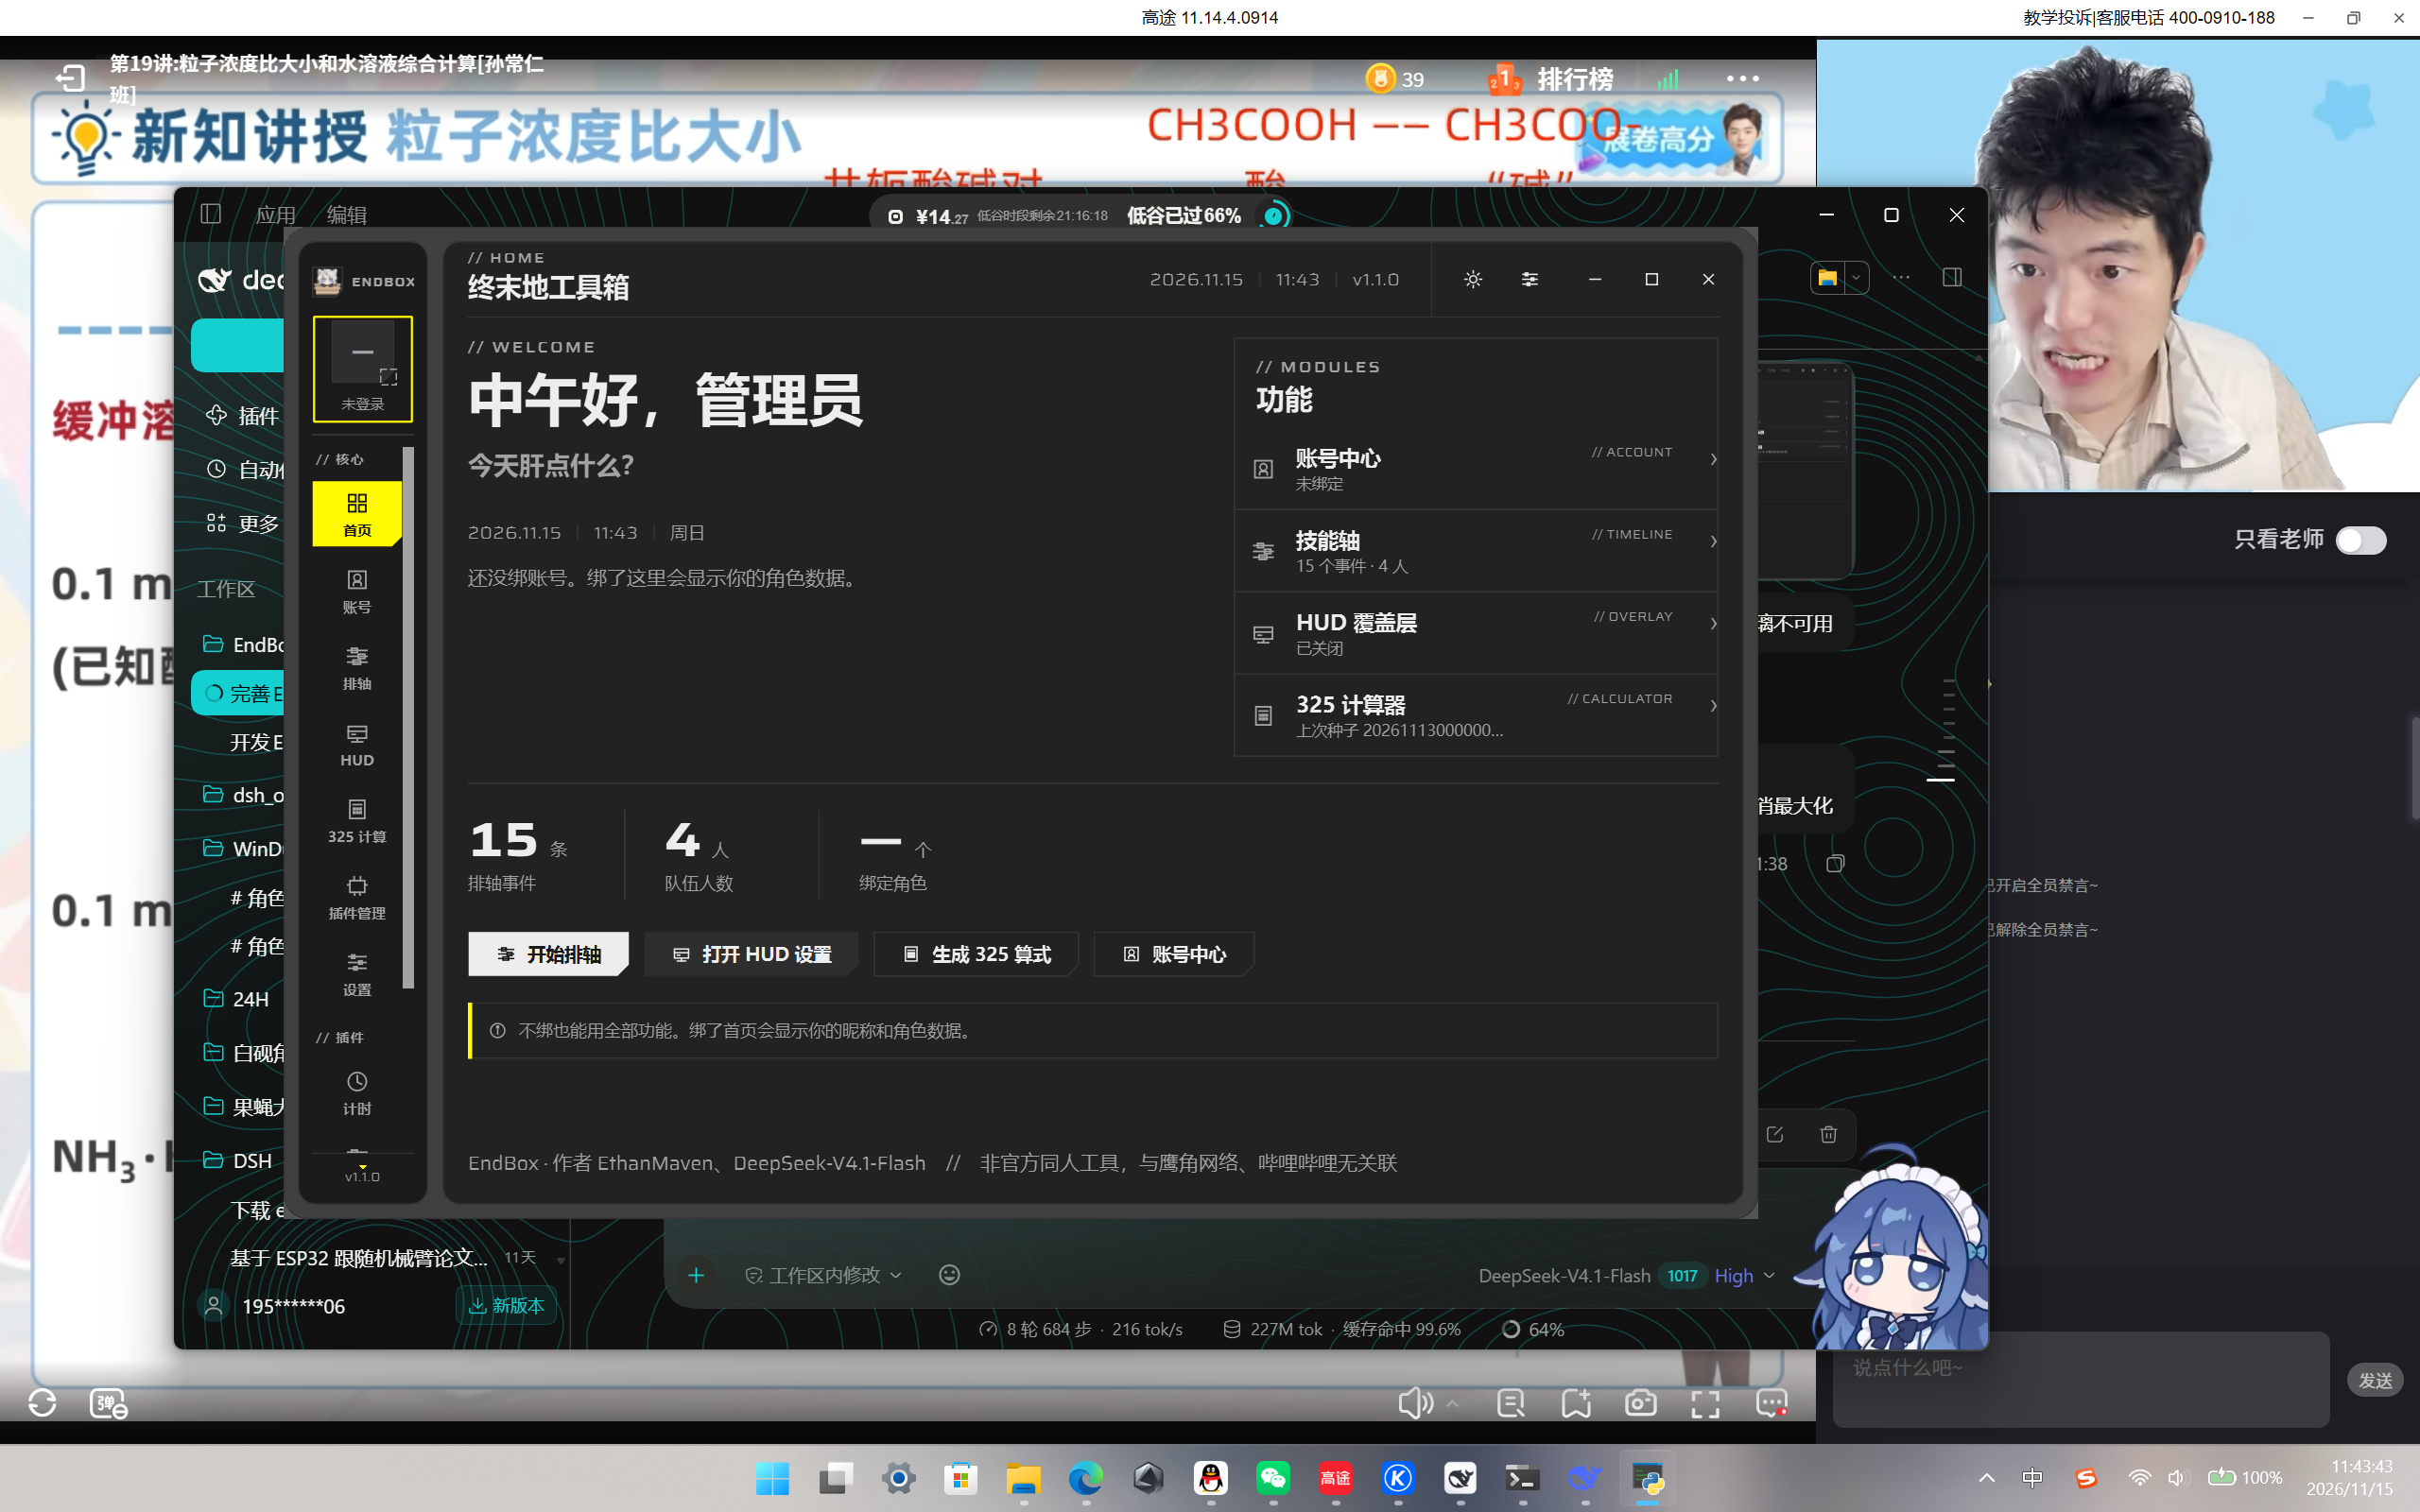 高途 11.14.4.0914
教学投诉|客服电话 400-0910-188
第19讲:粒子浓度比大小和水溶液综合计算[孙常仁
班]
39
排行榜
新知讲授 粒子浓度比大小
CH3COOH —— CH3COO-
展卷高分
共轭酸碱对
酸
“碱”
应用
编辑
¥14.27
低谷时段剩余21:16:18
低谷已过66%
ENDBOX
// HOME
终末地工具箱
2026.11.15
11:43
v1.1.0
未登录
// WELCOME
中午好，管理员
今天肝点什么？
2026.11.15
11:43
周日
还没绑账号。绑了这里会显示你的角色数据。
// MODULES
功能
账号中心
// ACCOUNT
未绑定
技能轴
// TIMELINE
15 个事件 · 4 人
HUD 覆盖层
// OVERLAY
已关闭
325 计算器
// CALCULATOR
上次种子 20261113000000...
// 核心
首页
账号
排轴
HUD
325 计算
插件管理
设置
// 插件
计时
v1.1.0
15 条
排轴事件
4 人
队伍人数
— 个
绑定角色
开始排轴
打开 HUD 设置
生成 325 算式
账号中心
不绑也能用全部功能。绑了首页会显示你的昵称和角色数据。
EndBox · 作者 EthanMaven、DeepSeek-V4.1-Flash // 非官方同人工具，与鹰角网络、哔哩哔哩无关联
插件
更多
工作区
完善
24H
DSH
下载
基于 ESP32 跟随机械臂论文...
11天
195******06
新版本
缓冲
0.1 m
(已知
0.1 m
NH3·
璃不可用
消最大化
1:38
工作区内修改
DeepSeek-V4.1-Flash
1017
High
8 轮 684 步 · 216 tok/s
227M tok · 缓存命中 99.6%
64%
只看老师
已开启全员禁言~
已解除全员禁言~
说点什么吧~
发送
弹
高途
中
100%
11:43:43
2026/11/15